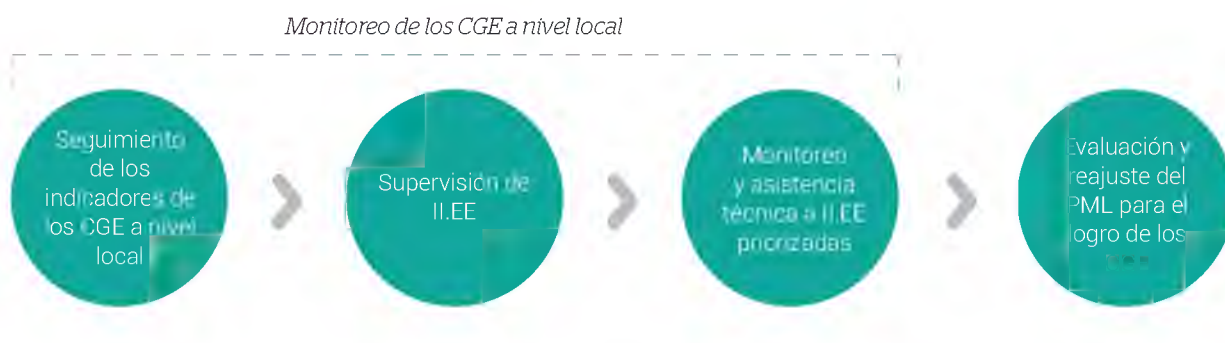 Monitoreo de los CGE a nivel local
Seguimiento
de los
indicadores de
los CGE a nivel
local
Supervisión de
II.EE
Monitoreo
y asistencia
técnica a II.EE
priorizadas
Evaluación y
reajuste del
PML para el
logro de los